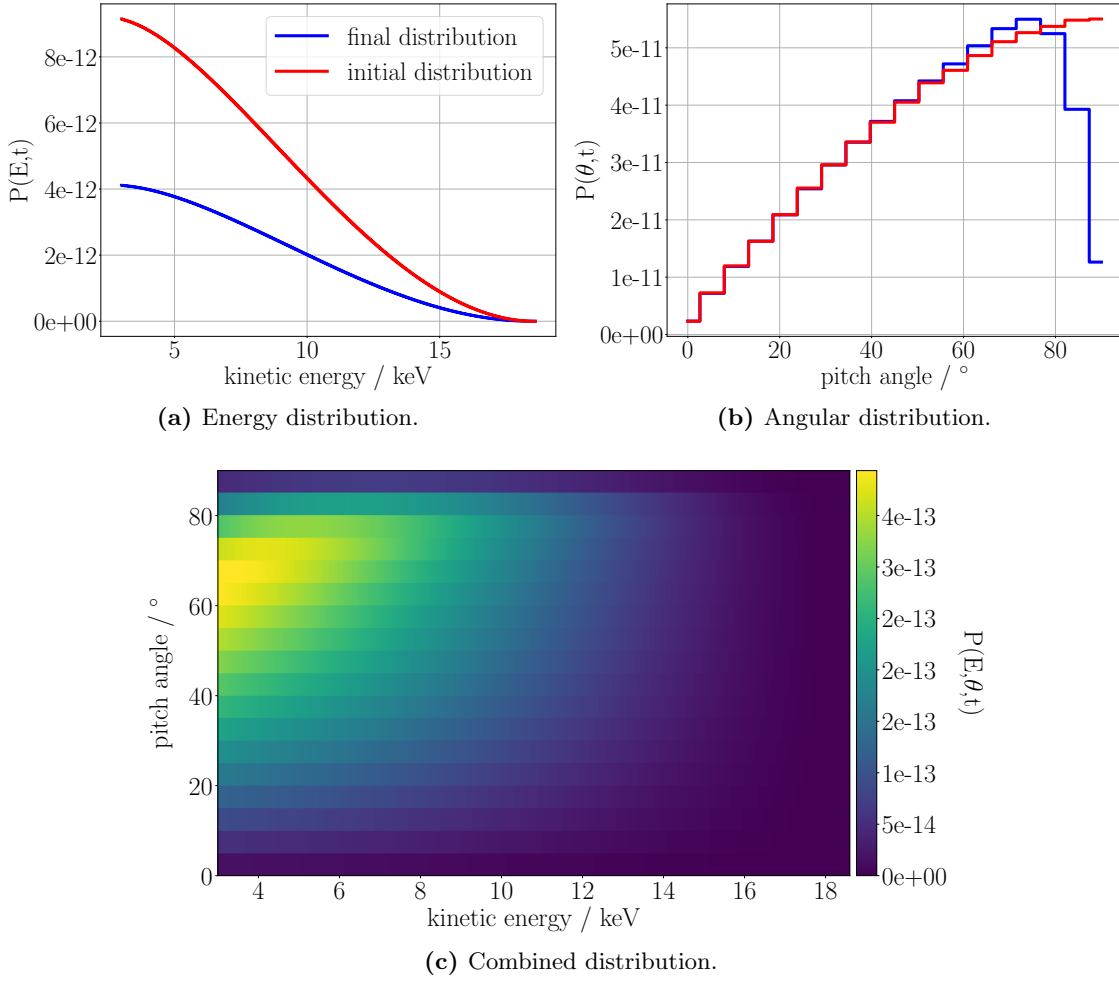 8e-12
6e-12
4e-12
2e-12
0e+00
P(E,t)
final distribution
initial distribution
5 10 15
kinetic energy / keV
(a) Energy distribution.
5e-11
4e-11
3e-11
2e-11
1e-11
0e+00
P(θ,t)
0 20 40 60 80
pitch angle / °
(b) Angular distribution.
80
60
40
20
0
pitch angle / °
4 6 8 10 12 14 16 18
kinetic energy / keV
4e-13
3e-13
2e-13
2e-13
2e-13
1e-13
5e-14
0e+00
P(E,θ,t)
(c) Combined distribution.